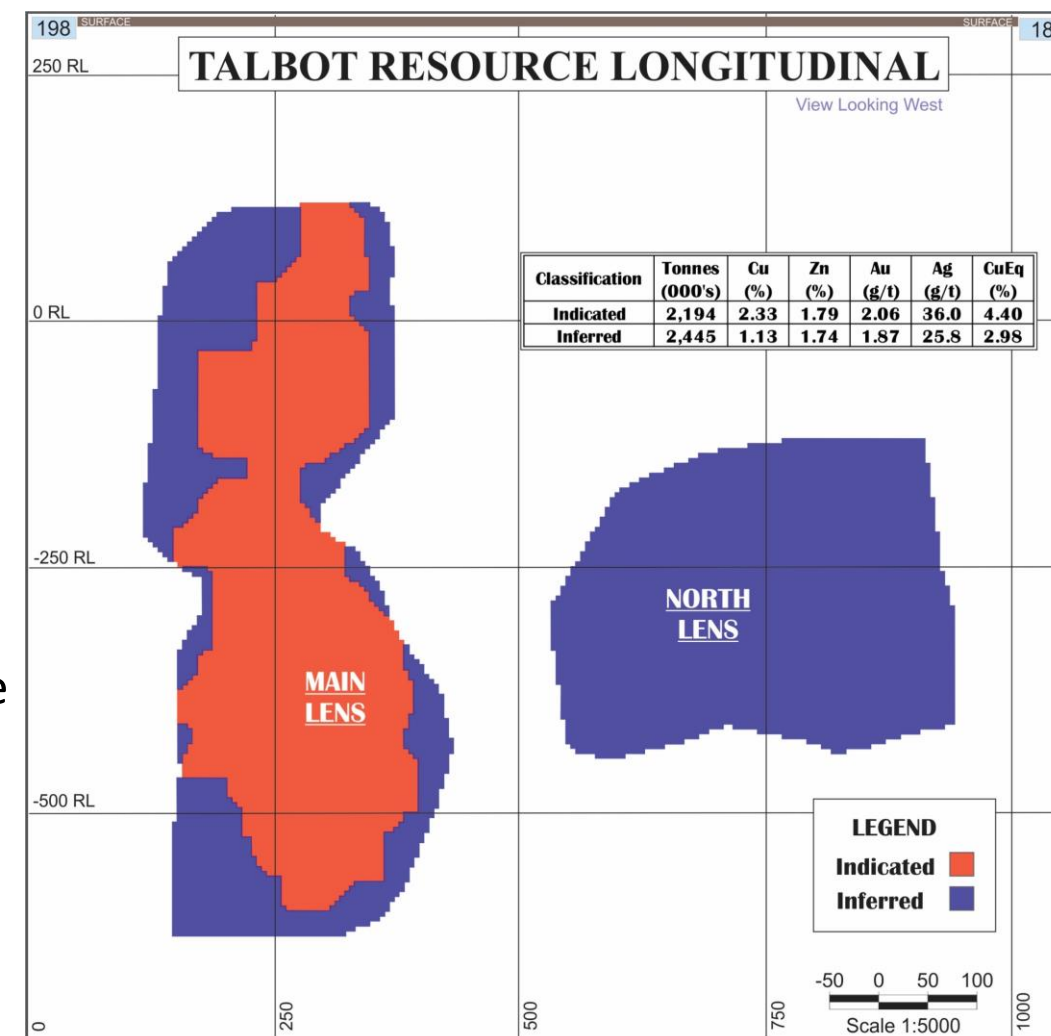 198 SURFACE SURFACE 18
250 RL
TALBOT RESOURCE LONGITUDINAL
View Looking West
Classification Tonnes (000's) Cu (%) Zn (%) Au (g/t) Ag (g/t) CuEq (%)
Indicated 2,194 2.33 1.79 2.06 36.0 4.40
Inferred 2,445 1.13 1.74 1.87 25.8 2.98
0 RL
-250 RL
NORTH
LENS
e
MAIN
LENS
-500 RL
LEGEND
Indicated
Inferred
-50 0 50 100
Scale 1:5000
0 250 500 750 1000